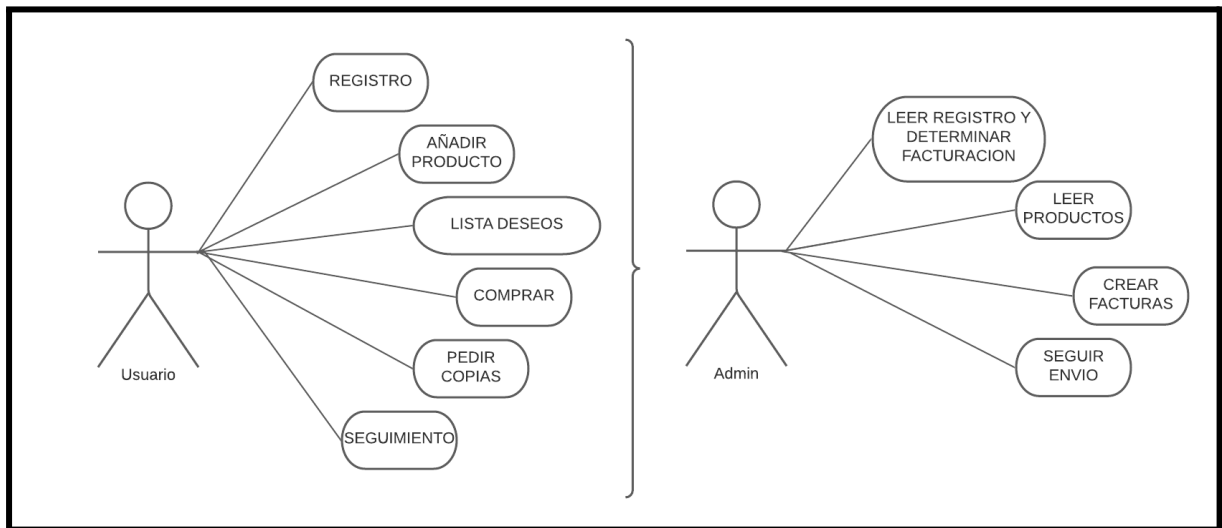 REGISTRO
AÑADIR
PRODUCTO
LISTA DESEOS
COMPRAR
PEDIR
COPIAS
SEGUIMIENTO
Usuario
LEER REGISTRO Y
DETERMINAR
FACTURACION
LEER
PRODUCTOS
CREAR
FACTURAS
SEGUIR
ENVIO
Admin